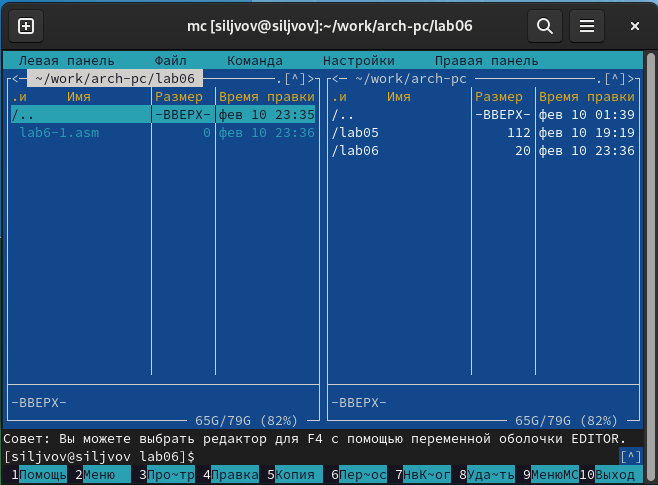 mc [siljvov@siljvov]:~/work/arch-pc/lab06
Левая панель Файл Команда Настройки Правая панель
<─ ~/work/arch-pc/lab06 .[^]> <─ ~/work/arch-pc .[^]>
.и Имя Размер Время правки .и Имя Размер Время правки
/.. -ВВЕРХ- фев 10 23:35 /.. -ВВЕРХ- фев 10 01:39
lab6-1.asm 0 фев 10 23:36 /lab05 112 фев 10 19:19
/lab06 20 фев 10 23:36
-ВВЕРХ- -ВВЕРХ-
65G/79G (82%) 65G/79G (82%)
Совет: Вы можете выбрать редактор для F4 с помощью переменной оболочки EDITOR.
[siljvov@siljvov lab06]$ [^]
1Помощь 2Меню 3Про~тр 4Правка 5Копия 6Пер~ос 7НвК~ог 8Уда~ть 9МенюМС 10Выход